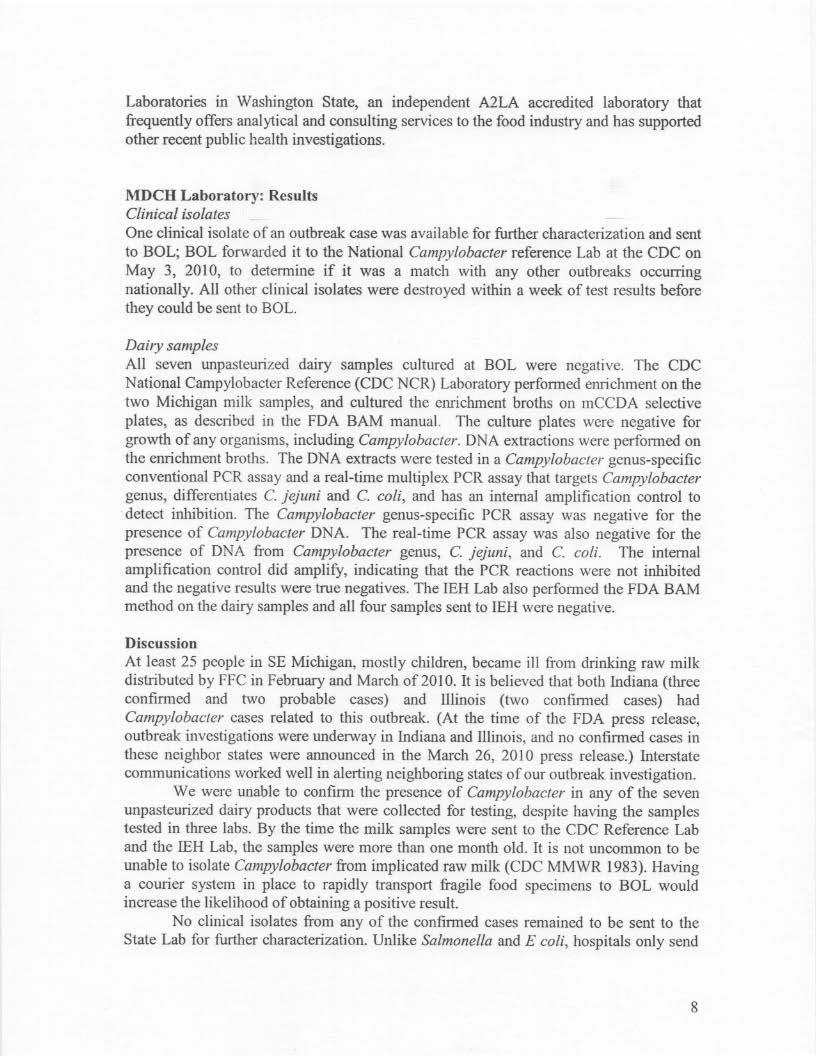 Laboratories in Washington State, an independent A2LA accredited laboratory that
frequently offers analytical and consulting services to the food industry and has supported
other recent public health investigations.
MDCH Laboratory: Results
Clinical isolates
One clinical isolate of an outbreak case was available for further characterization and sent
to BOL; BOL forwarded it to the National Campylobacter reference Lab at the CDC on
May 3, 2010, to determine if it was a match with any other outbreaks occurring
nationally. All other clinical isolates were destroyed within a week of test results before
they could be sent to BOL.
Dairy samples
All seven unpasteurized dairy samples cultured at BOL were negative. The CDC
National Campylobacter Reference (CDC NCR) Laboratory performed enrichment on the
two Michigan milk samples, and cultured the enrichment broths on mCCDA selective
plates, as described in the FDA BAM manual. The culture plates were negative for
growth of any organisms, including Campylobacter. DNA extractions were performed on
the enrichment broths. The DNA extracts were tested in a Campylobacter genus-specific
conventional PCR assay and a real-time multiplex PCR assay that targets Campylobacter
genus, differentiates C. jejuni and C. coli, and has an internal amplification control to
detect inhibition. The Campylobacter genus-specific PCR assay was negative for the
presence of Campylobacter DNA. The real-time PCR assay was also negative for the
presence of DNA from Campylobacter genus, C. jejuni, and C. coli. The internal
amplification control did amplify, indicating that the PCR reactions were not inhibited
and the negative results were true negatives. The IEH Lab also performed the FDA BAM
method on the dairy samples and all four samples sent to IEH were negative.
Discussion
At least 25 people in SE Michigan, mostly children, became ill from drinking raw milk
distributed by FFC in February and March of 2010. It is believed that both Indiana (three
confirmed and two probable cases) and Illinois (two confirmed cases) had
Campylobacter cases related to this outbreak. (At the time of the FDA press release,
outbreak investigations were underway in Indiana and Illinois, and no confirmed cases in
these neighbor states were announced in the March 26, 2010 press release.) Interstate
communications worked well in alerting neighboring states of our outbreak investigation.
We were unable to confirm the presence of Campylobacter in any of the seven
unpasteurized dairy products that were collected for testing, despite having the samples
tested in three labs. By the time the milk samples were sent to the CDC Reference Lab
and the IEH Lab, the samples were more than one month old. It is not uncommon to be
unable to isolate Campylobacter from implicated raw milk (CDC MMWR 1983). Having
a courier system in place to rapidly transport fragile food specimens to BOL would
increase the likelihood of obtaining a positive result.
No clinical isolates from any of the confirmed cases remained to be sent to the
State Lab for further characterization. Unlike Salmonella and E coli, hospitals only send
8